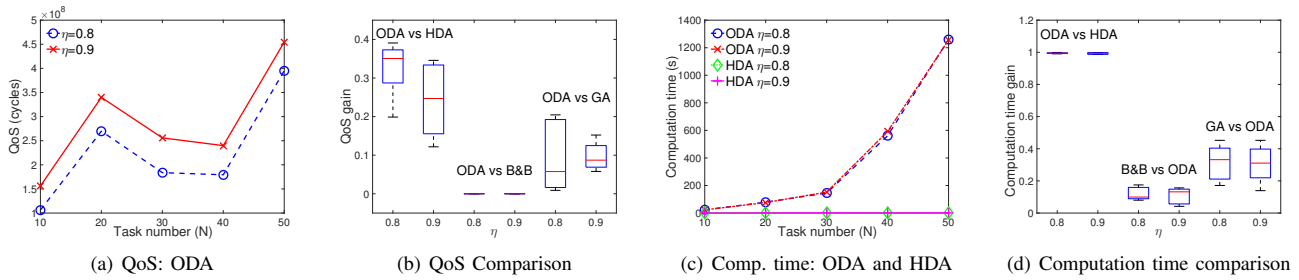 5 ×10⁸
4.5
4
3.5
3
2.5
2
1.5
1
QoS (cycles)
η=0.8
η=0.9
10 20 30 40 50
Task number (N)
(a) QoS: ODA
0.4
0.3
0.2
0.1
0
QoS gain
ODA vs HDA
ODA vs GA
ODA vs B&B
0.8 0.9 0.8 0.9 0.8 0.9
η
(b) QoS Comparison
1400
1200
1000
800
600
400
200
0
Computation time (s)
ODA η=0.8
ODA η=0.9
HDA η=0.8
HDA η=0.9
10 20 30 40 50
Task number (N)
(c) Comp. time: ODA and HDA
1.2
1
0.8
0.6
0.4
0.2
0
Computation time gain
ODA vs HDA
GA vs ODA
B&B vs ODA
0.8 0.9 0.8 0.9 0.8 0.9
η
(d) Computation time comparison